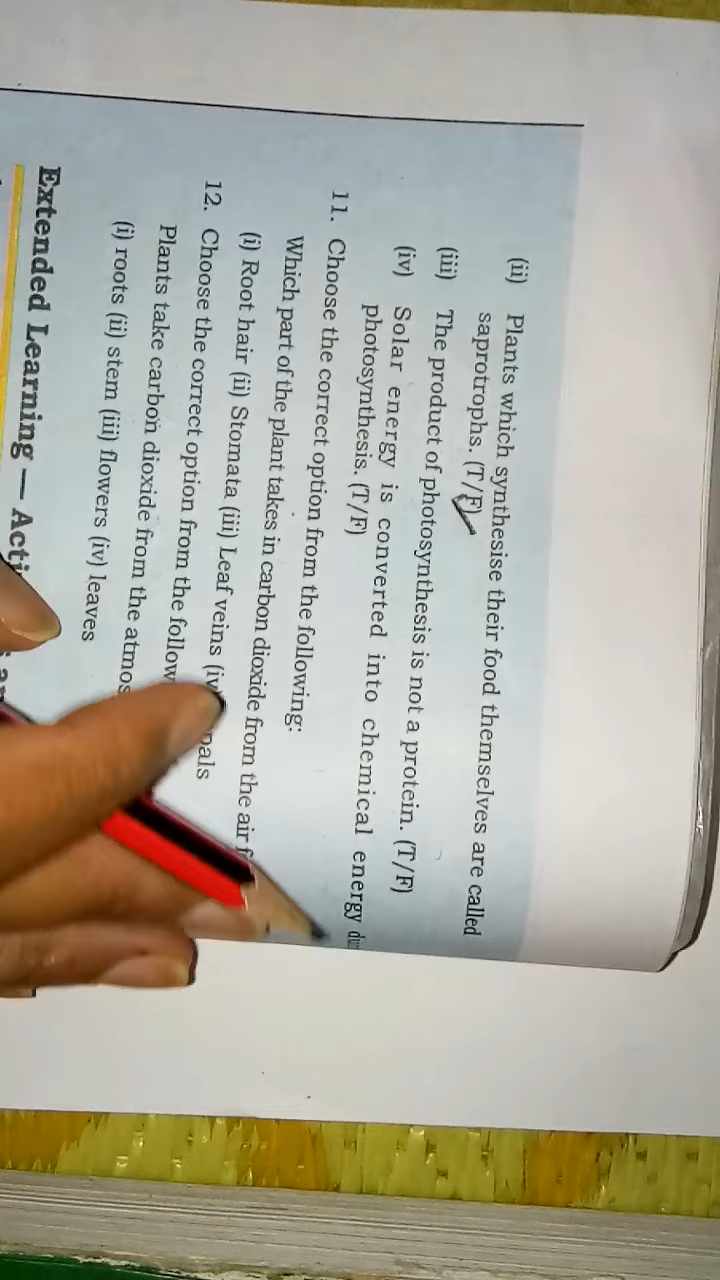 (ii) Plants which synthesise their food themselves are called
saprotrophs. (T/F)
(iii) The product of photosynthesis is not a protein. (T/F)
(iv) Solar energy is converted into chemical energy
photosynthesis. (T/F)
11. Choose the correct option from the following:
Which part of the plant takes in carbon dioxide from the air
(i) Root hair (ii) Stomata (iii) Leaf veins
12. Choose the correct option from the
Plants take carbon dioxide from the
(i) roots (ii) stem (iii) flowers (iv) leaves
Extended Learning —